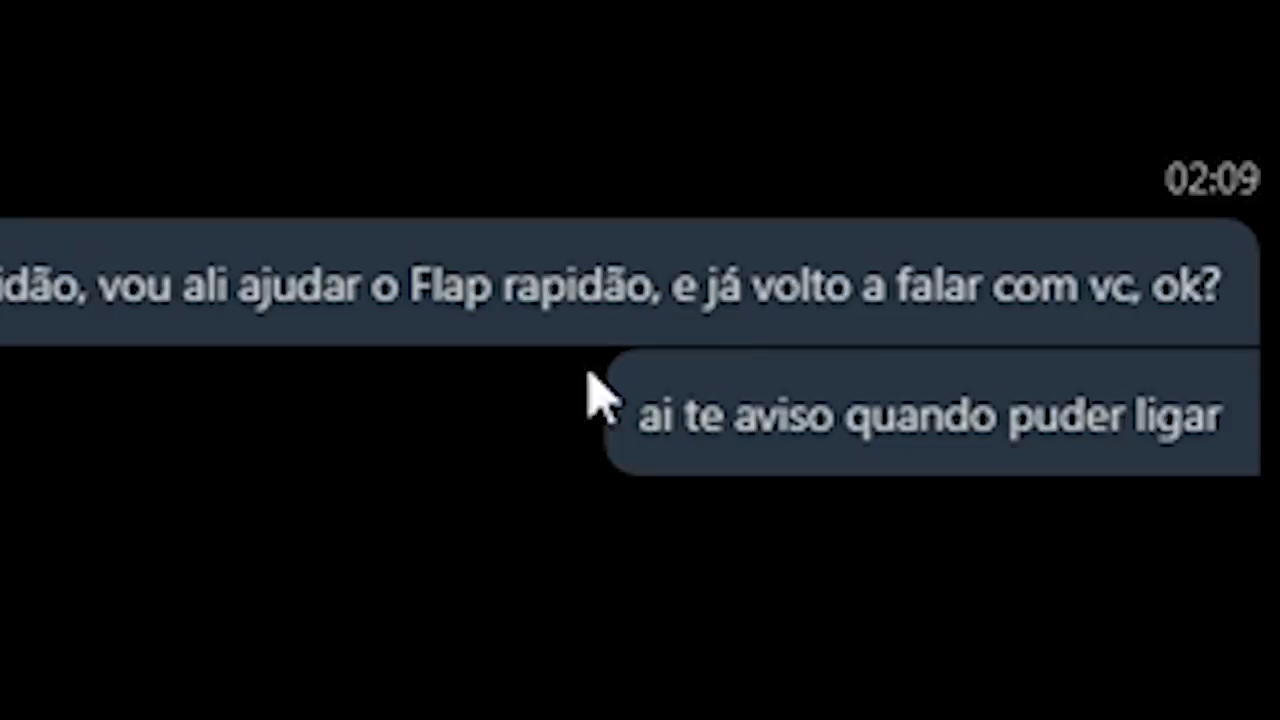 02:09
idão, vou ali ajudar o Flap rapidão, e já volto a falar com vc, ok?
ai te aviso quando puder ligar